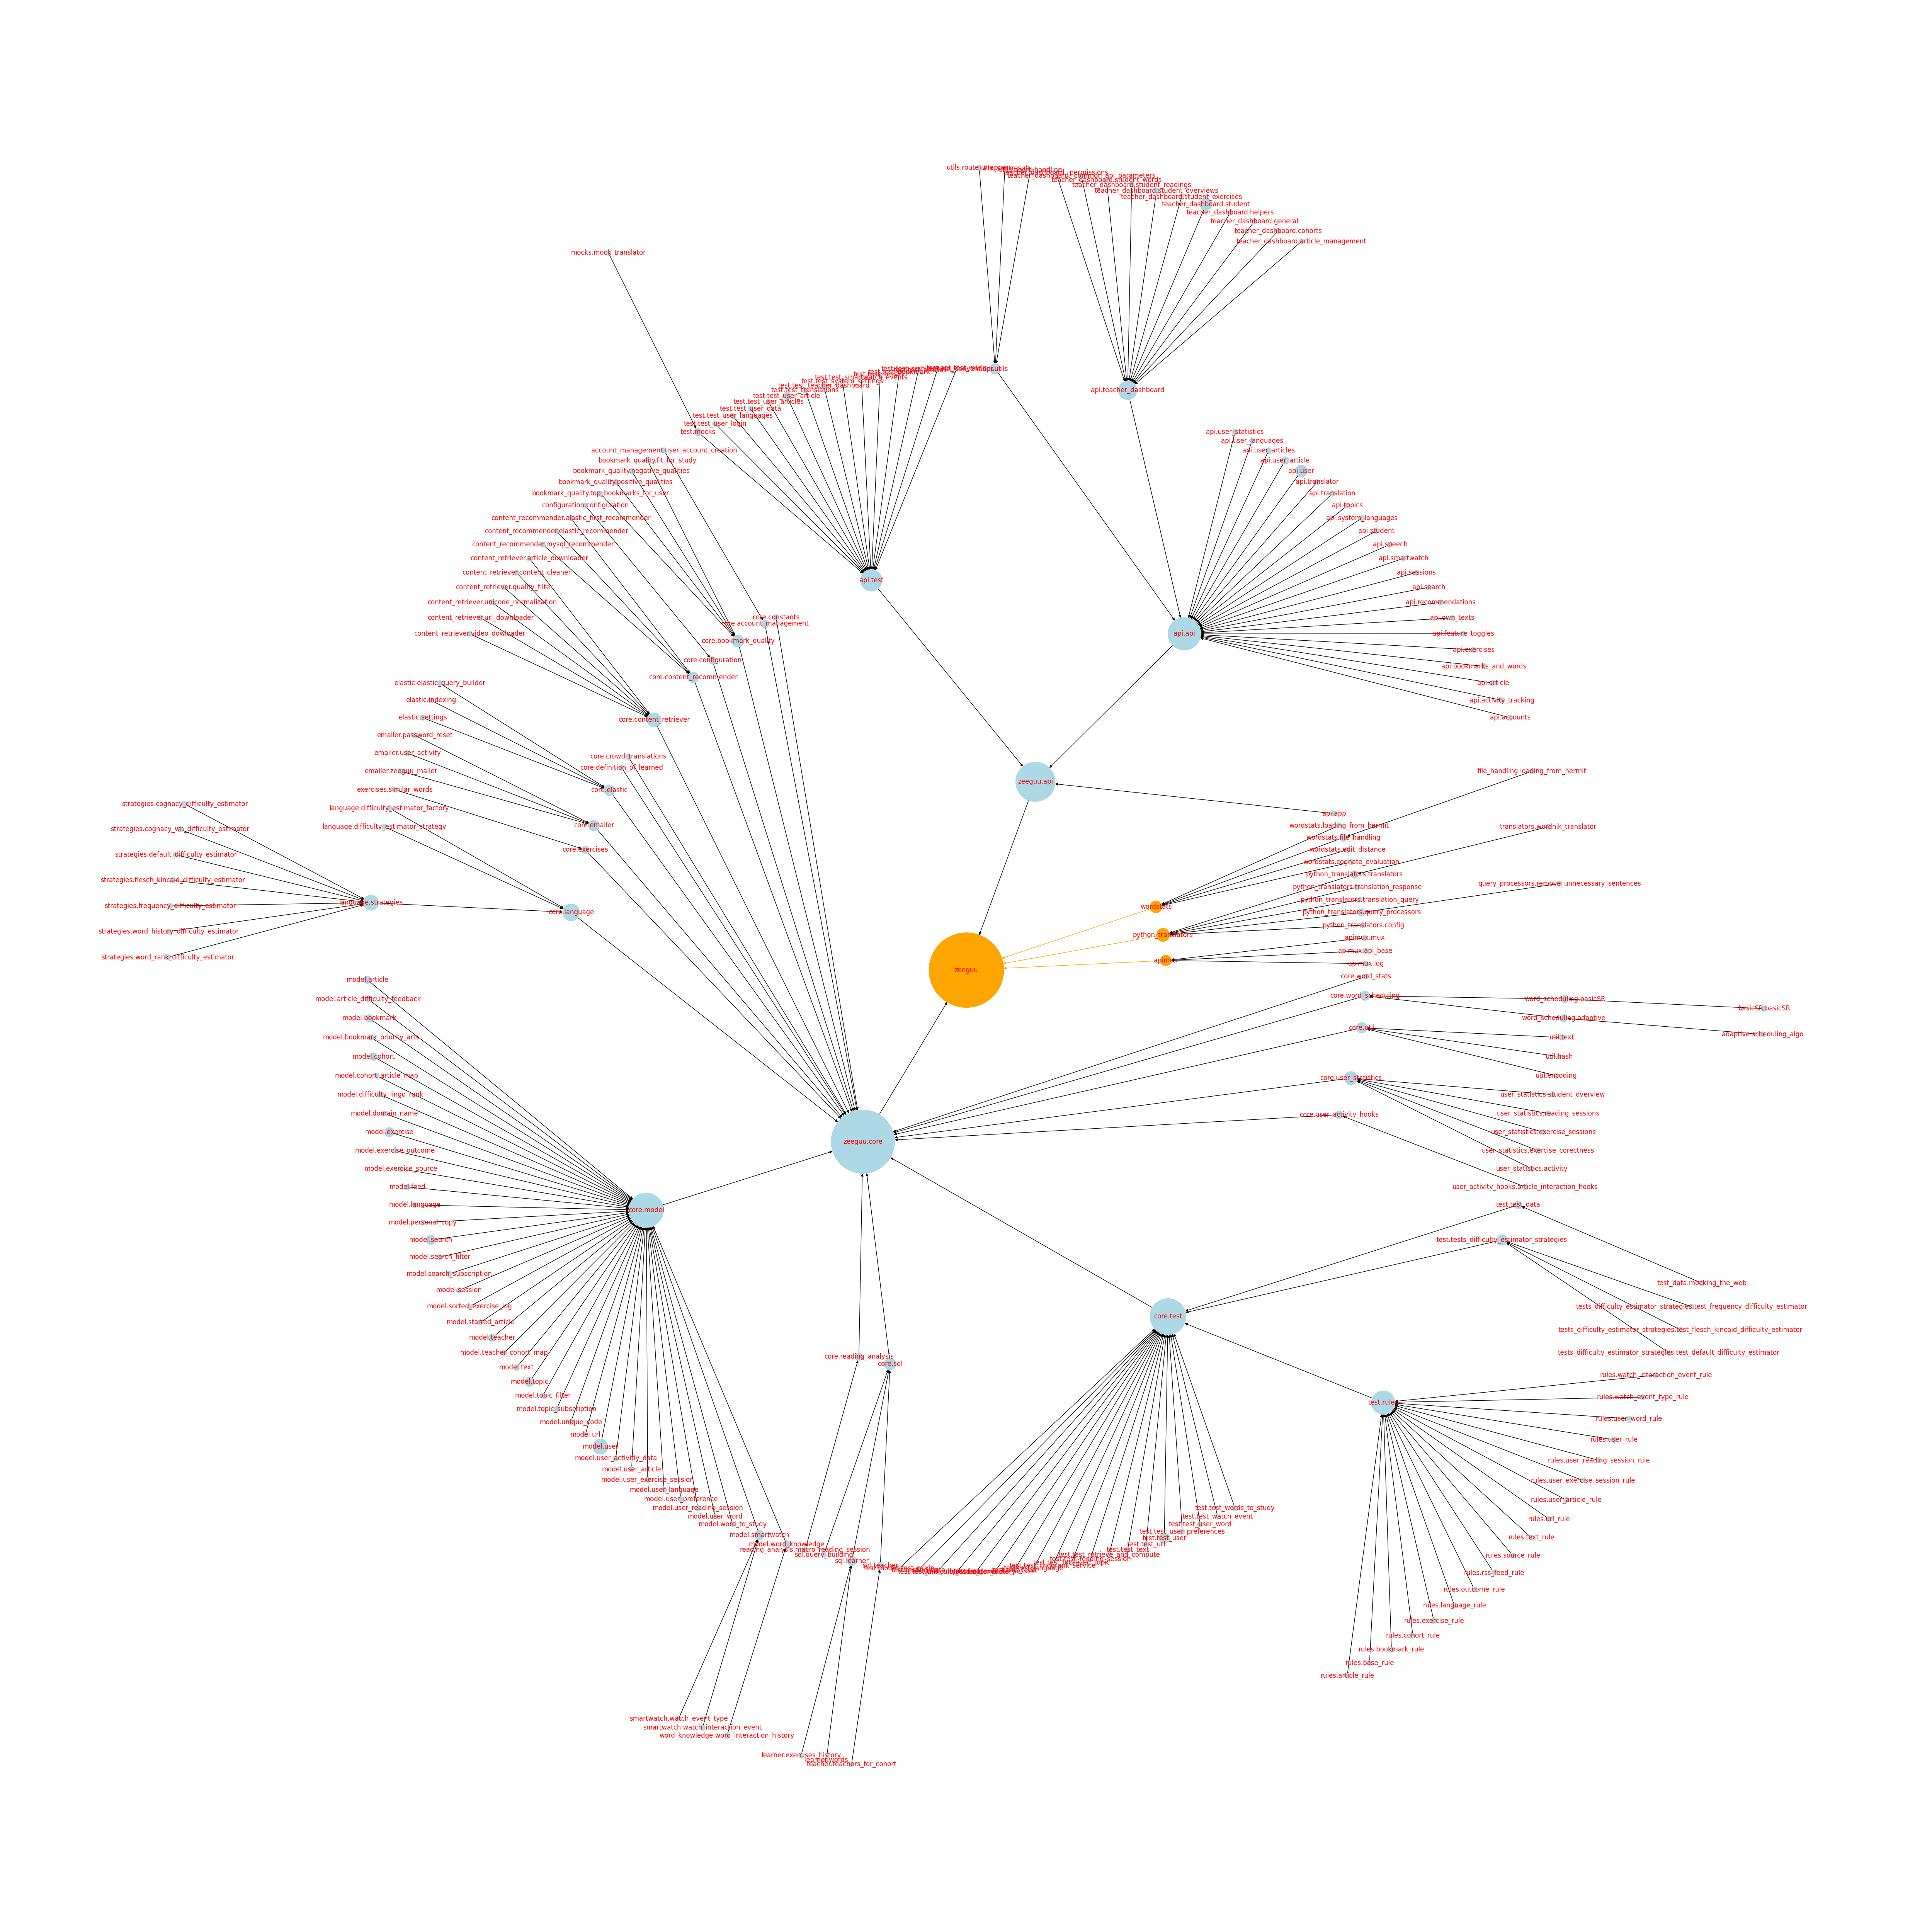 utils.route_wrappers
teacher_dashboard._permissions
teacher_dashboard._common_api_parameters
teacher_dashboard.student_words
teacher_dashboard.student_readings
teacher_dashboard.student_overviews
teacher_dashboard.student_exercises
teacher_dashboard.student
teacher_dashboard.helpers
teacher_dashboard.general
teacher_dashboard.cohorts
teacher_dashboard.article_management
mocks.mock_translator
api.teacher_dashboard
test.test_smartwatch_events
test.test_system_settings
test.test_teacher_dashboard
test.test_translations
test.test_user_article
test.test_user_articles
test.test_user_data
test.test_user_languages
test.test_user_login
test.mocks
api.user_statistics
api.user_languages
api.user_articles
api.user_article
api.user
api.translator
api.translation
api.topics
api.system_languages
api.student
api.speech
api.smartwatch
api.sessions
api.search
api.recommendations
api.own_texts
api.feature_toggles
api.exercises
api.bookmarks_and_words
api.article
api.activity_tracking
api.accounts
account_management.user_account_creation
bookmark_quality.fit_for_study
bookmark_quality.negative_qualities
bookmark_quality.positive_qualities
bookmark_quality.top_bookmarks_for_user
configuration.configuration
content_recommender.elastic_first_recommender
content_recommender.elastic_recommender
content_recommender.mysql_recommender
content_retriever.article_downloader
content_retriever.content_cleaner
content_retriever.quality_filter
content_retriever.unicode_normalization
content_retriever.url_downloader
content_retriever.video_dowloader
api.test
api.api
core.constants
core.account_management
core.bookmark_quality
core.configuration
core.content_recommender
core.content_retriever
elastic.elastic_query_builder
elastic.indexing
elastic.settings
emailer.password_reset
emailer.user_activity
emailer.zeeguu_mailer
exercises.similar_words
language.difficulty_estimator_factory
language.difficulty_estimator_strategy
core.crowd_translations
core.definition_of_learned
core.elastic
core.emailer
core.exercises
zeeguu.api
api.app
file_handling.loading_from_hermit
wordstats.loading_from_hermit
wordstats.file_handling
wordstats.edit_distance
wordstats.cognate_evaluation
python_translators.translators
translators.wordnik_translator
python_translators.translation_response
query_processors.remove_unnecessary_sentences
python_translators.translation_query
python_translators.query_processors
python_translators.config
apimux.mux
apimux.api_base
apimux.log
strategies.cognacy_difficulty_estimator
strategies.cognacy_wh_difficulty_estimator
strategies.default_difficulty_estimator
strategies.flesch_kincaid_difficulty_estimator
strategies.frequency_difficulty_estimator
strategies.word_history_difficulty_estimator
strategies.word_rank_difficulty_estimator
language.strategies
core.language
wordstats
python_translators
apimux
zeeguu
core.word_stats
core.word_scheduling
word_scheduling.basicSR
basicSR.basicSR
word_scheduling.adaptive
adaptive.scheduling_algo
core.util
util.text
util.hash
util.encoding
core.user_statistics
user_statistics.student_overview
user_statistics.reading_sessions
user_statistics.exercise_sessions
user_statistics.exercise_corectness
user_statistics.activity
core.user_activity_hooks
user_activity_hooks.article_interaction_hooks
zeeguu.core
model.article
model.article_difficulty_feedback
model.bookmark
model.bookmark_priority_arts
model.cohort
model.cohort_article_map
model.difficulty_lingo_rank
model.domain_name
model.exercise
model.exercise_outcome
model.exercise_source
model.feed
model.language
model.personal_copy
model.search
model.search_filter
model.search_subscription
model.session
model.sorted_exercise_log
model.starred_article
model.teacher
model.teacher_cohort_map
model.text
model.topic
model.topic_filter
model.topic_subscription
model.unique_code
model.url
model.user
model.user_activitiy_data
model.user_article
model.user_exercise_session
model.user_language
model.user_preference
model.user_reading_session
model.user_word
model.word_to_study
model.smartwatch
model.word_knowledge
core.model
test.test_data
test.tests_difficulty_estimator_strategies
test_data.mocking_the_web
tests_difficulty_estimator_strategies.test_frequency_difficulty_estimator
tests_difficulty_estimator_strategies.test_flesch_kincaid_difficulty_estimator
tests_difficulty_estimator_strategies.test_default_difficulty_estimator
core.test
core.reading_analysis
core.sql
test.rules
rules.watch_interaction_event_rule
rules.watch_event_type_rule
rules.user_word_rule
rules.user_rule
rules.user_reading_session_rule
rules.user_exercise_session_rule
rules.user_article_rule
rules.url_rule
rules.text_rule
rules.source_rule
rules.rss_feed_rule
rules.outcome_rule
rules.language_rule
rules.exercise_rule
rules.cohort_rule
rules.bookmark_rule
rules.base_rule
rules.article_rule
reading_analysis.macro_reading_session
sql.query_building
sql.learner
sql.teacher
test.test_words_to_study
test.test_watch_event
test.test_user_word
test.test_user_preferences
test.test_user
test.test_url
test.test_text
test.test_retrieve_and_compute
smartwatch.watch_event_type
smartwatch.watch_interaction_event
word_knowledge.word_interaction_history
learner.exercises_history
learner.words
teacher.teachers_for_cohort